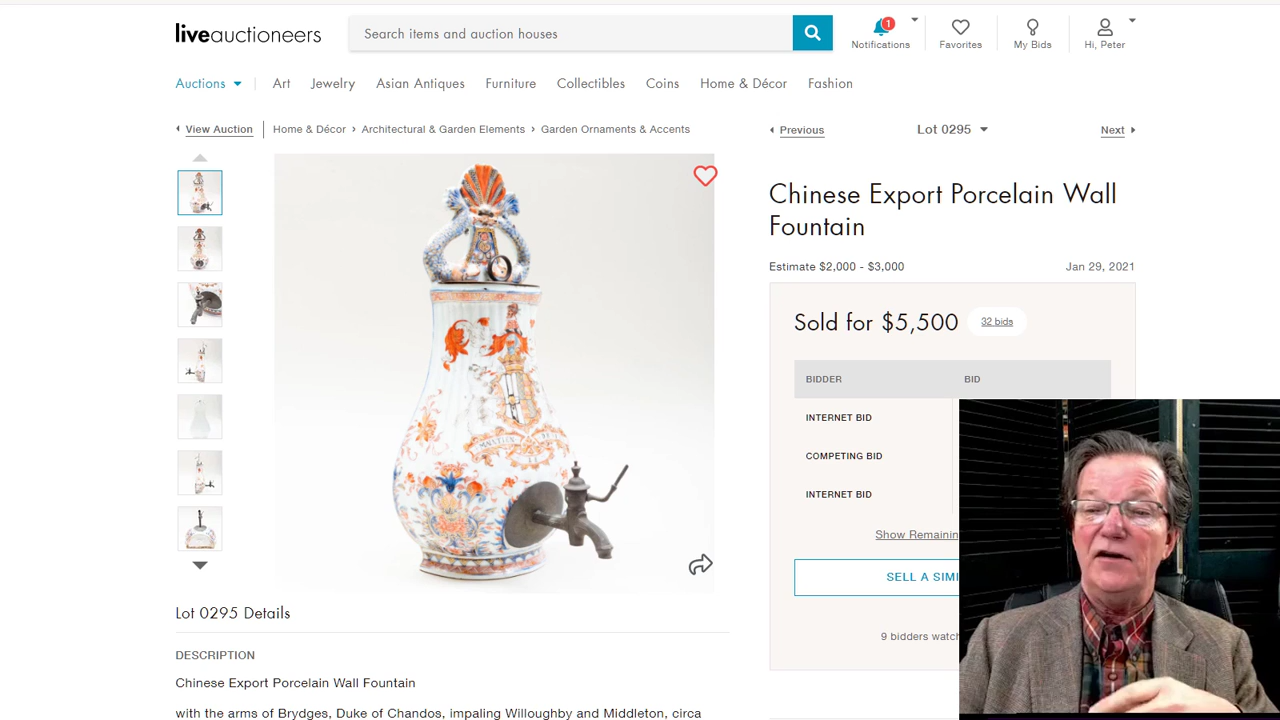 liveauctioneers
Search items and auction houses
1
Notifications
Favorites
My Bids
Hi, Peter
Auctions
Art
Jewelry
Asian Antiques
Furniture
Collectibles
Coins
Home & Décor
Fashion
View Auction
Home & Décor › Architectural & Garden Elements › Garden Ornaments & Accents
Previous
Lot 0295
Next
Chinese Export Porcelain Wall
Fountain
Estimate $2,000 - $3,000
Jan 29, 2021
Sold for $5,500
32 bids
BIDDER
BID
INTERNET BID
COMPETING BID
INTERNET BID
Show Remainin
SELL A SIMI
9 bidders watch
Lot 0295 Details
DESCRIPTION
Chinese Export Porcelain Wall Fountain
with the arms of Brydges, Duke of Chandos, impaling Willoughby and Middleton, circa